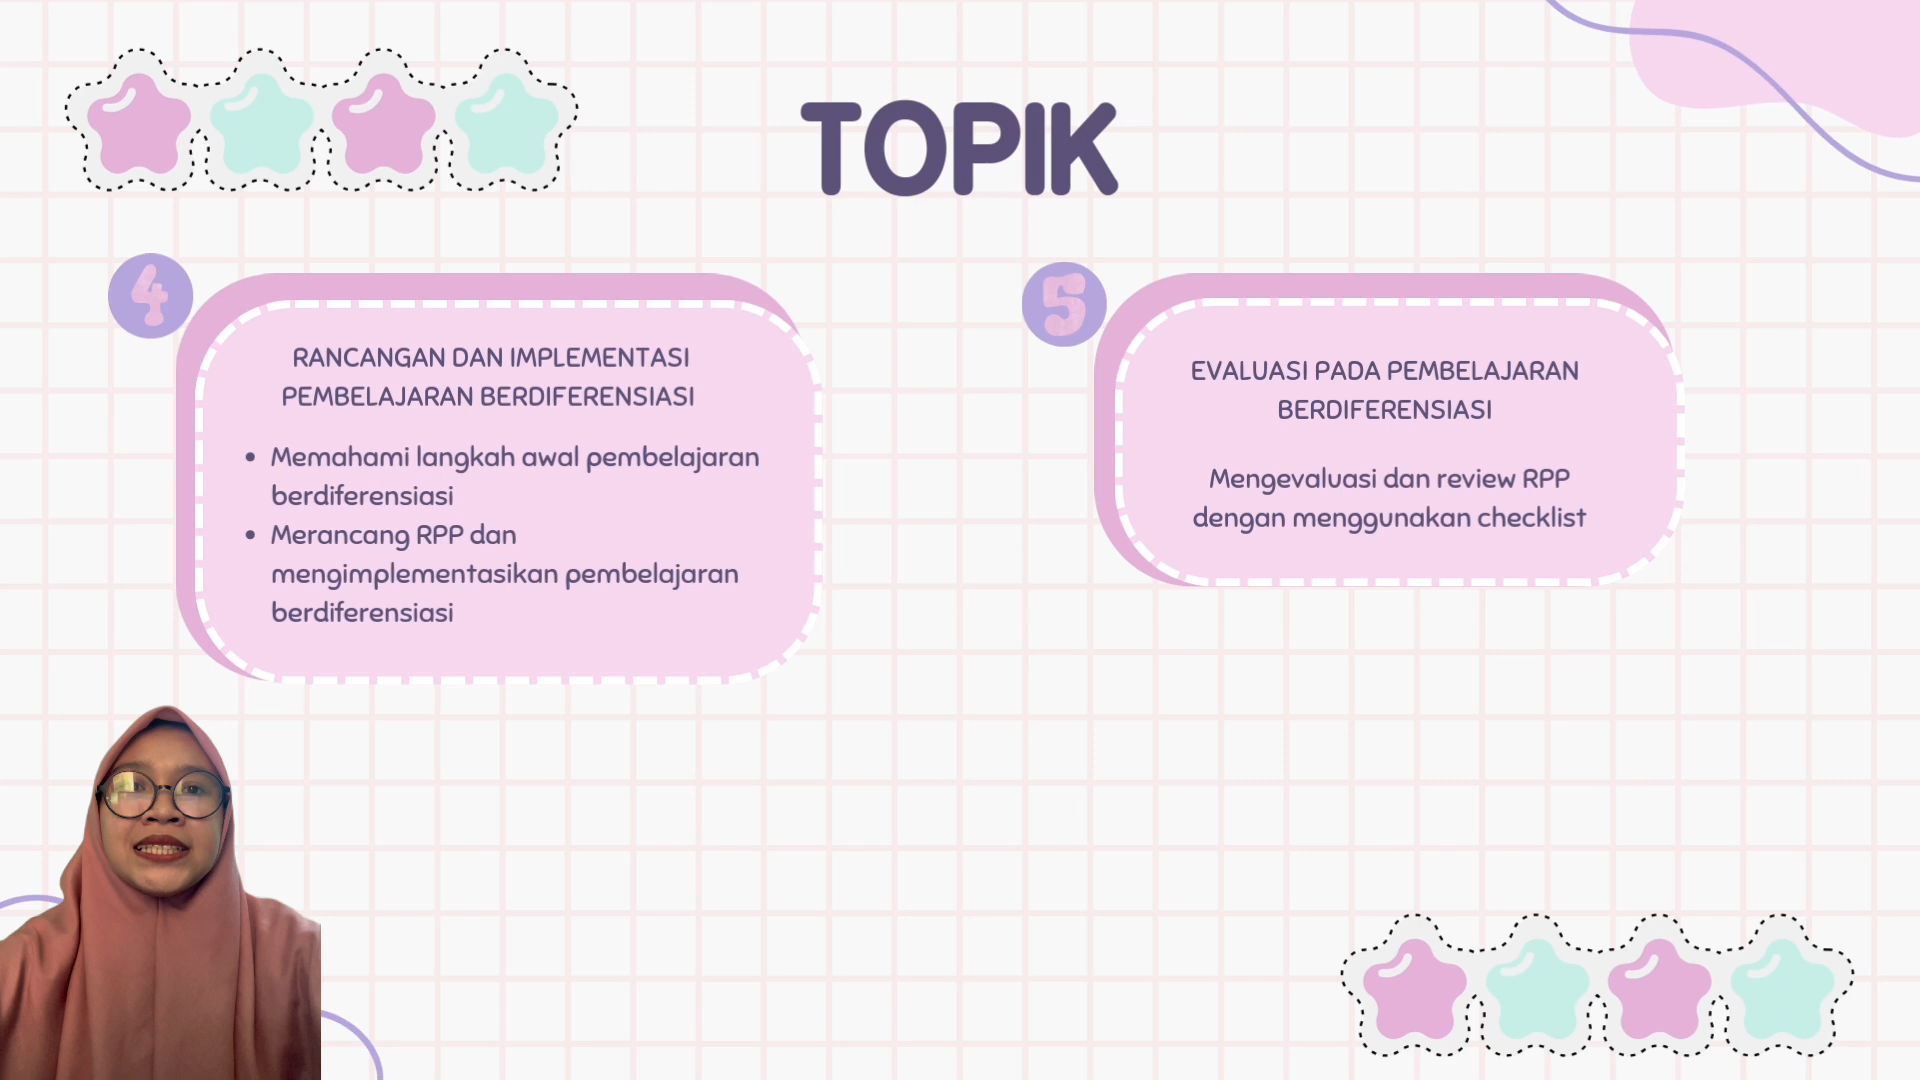 TOPIK
4
RANCANGAN DAN IMPLEMENTASI
PEMBELAJARAN BERDIFERENSIASI
• Memahami langkah awal pembelajaran
berdiferensiasi
• Merancang RPP dan
mengimplementasikan pembelajaran
berdiferensiasi
5
EVALUASI PADA PEMBELAJARAN
BERDIFERENSIASI
Mengevaluasi dan review RPP
dengan menggunakan checklist